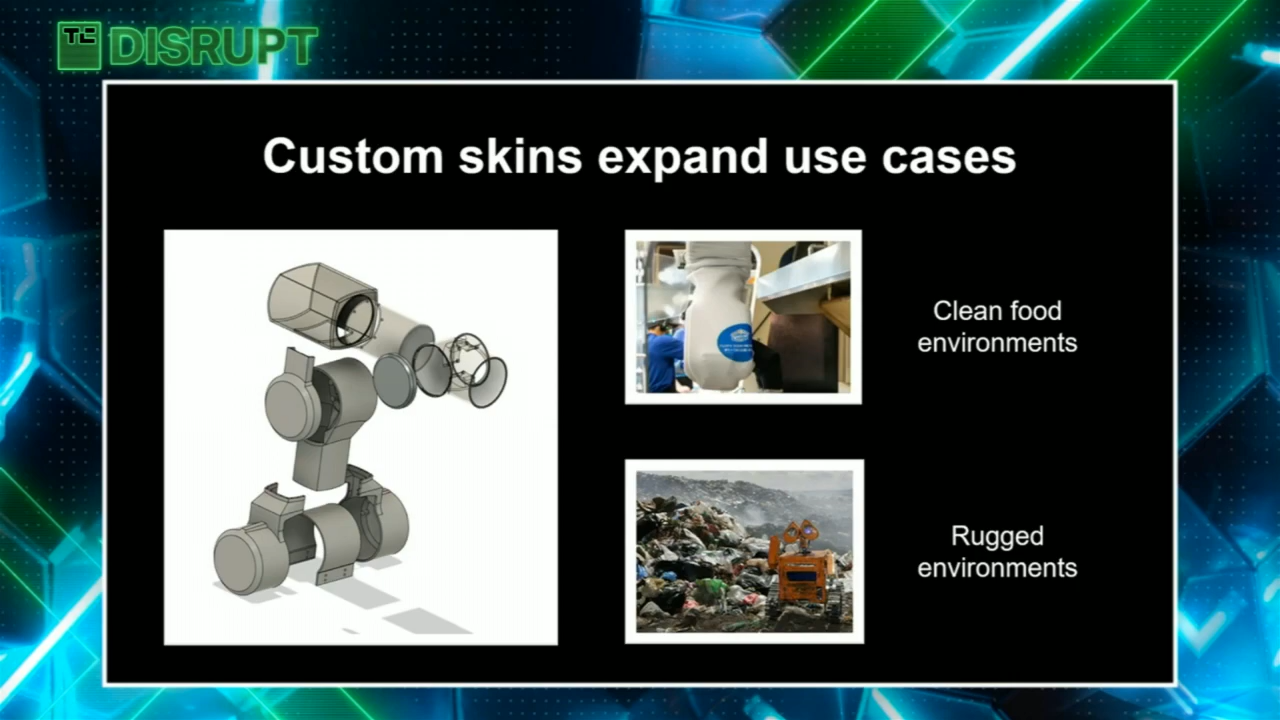 TC
DISRUPT
Custom skins expand use cases
Clean food
environments
Rugged
environments